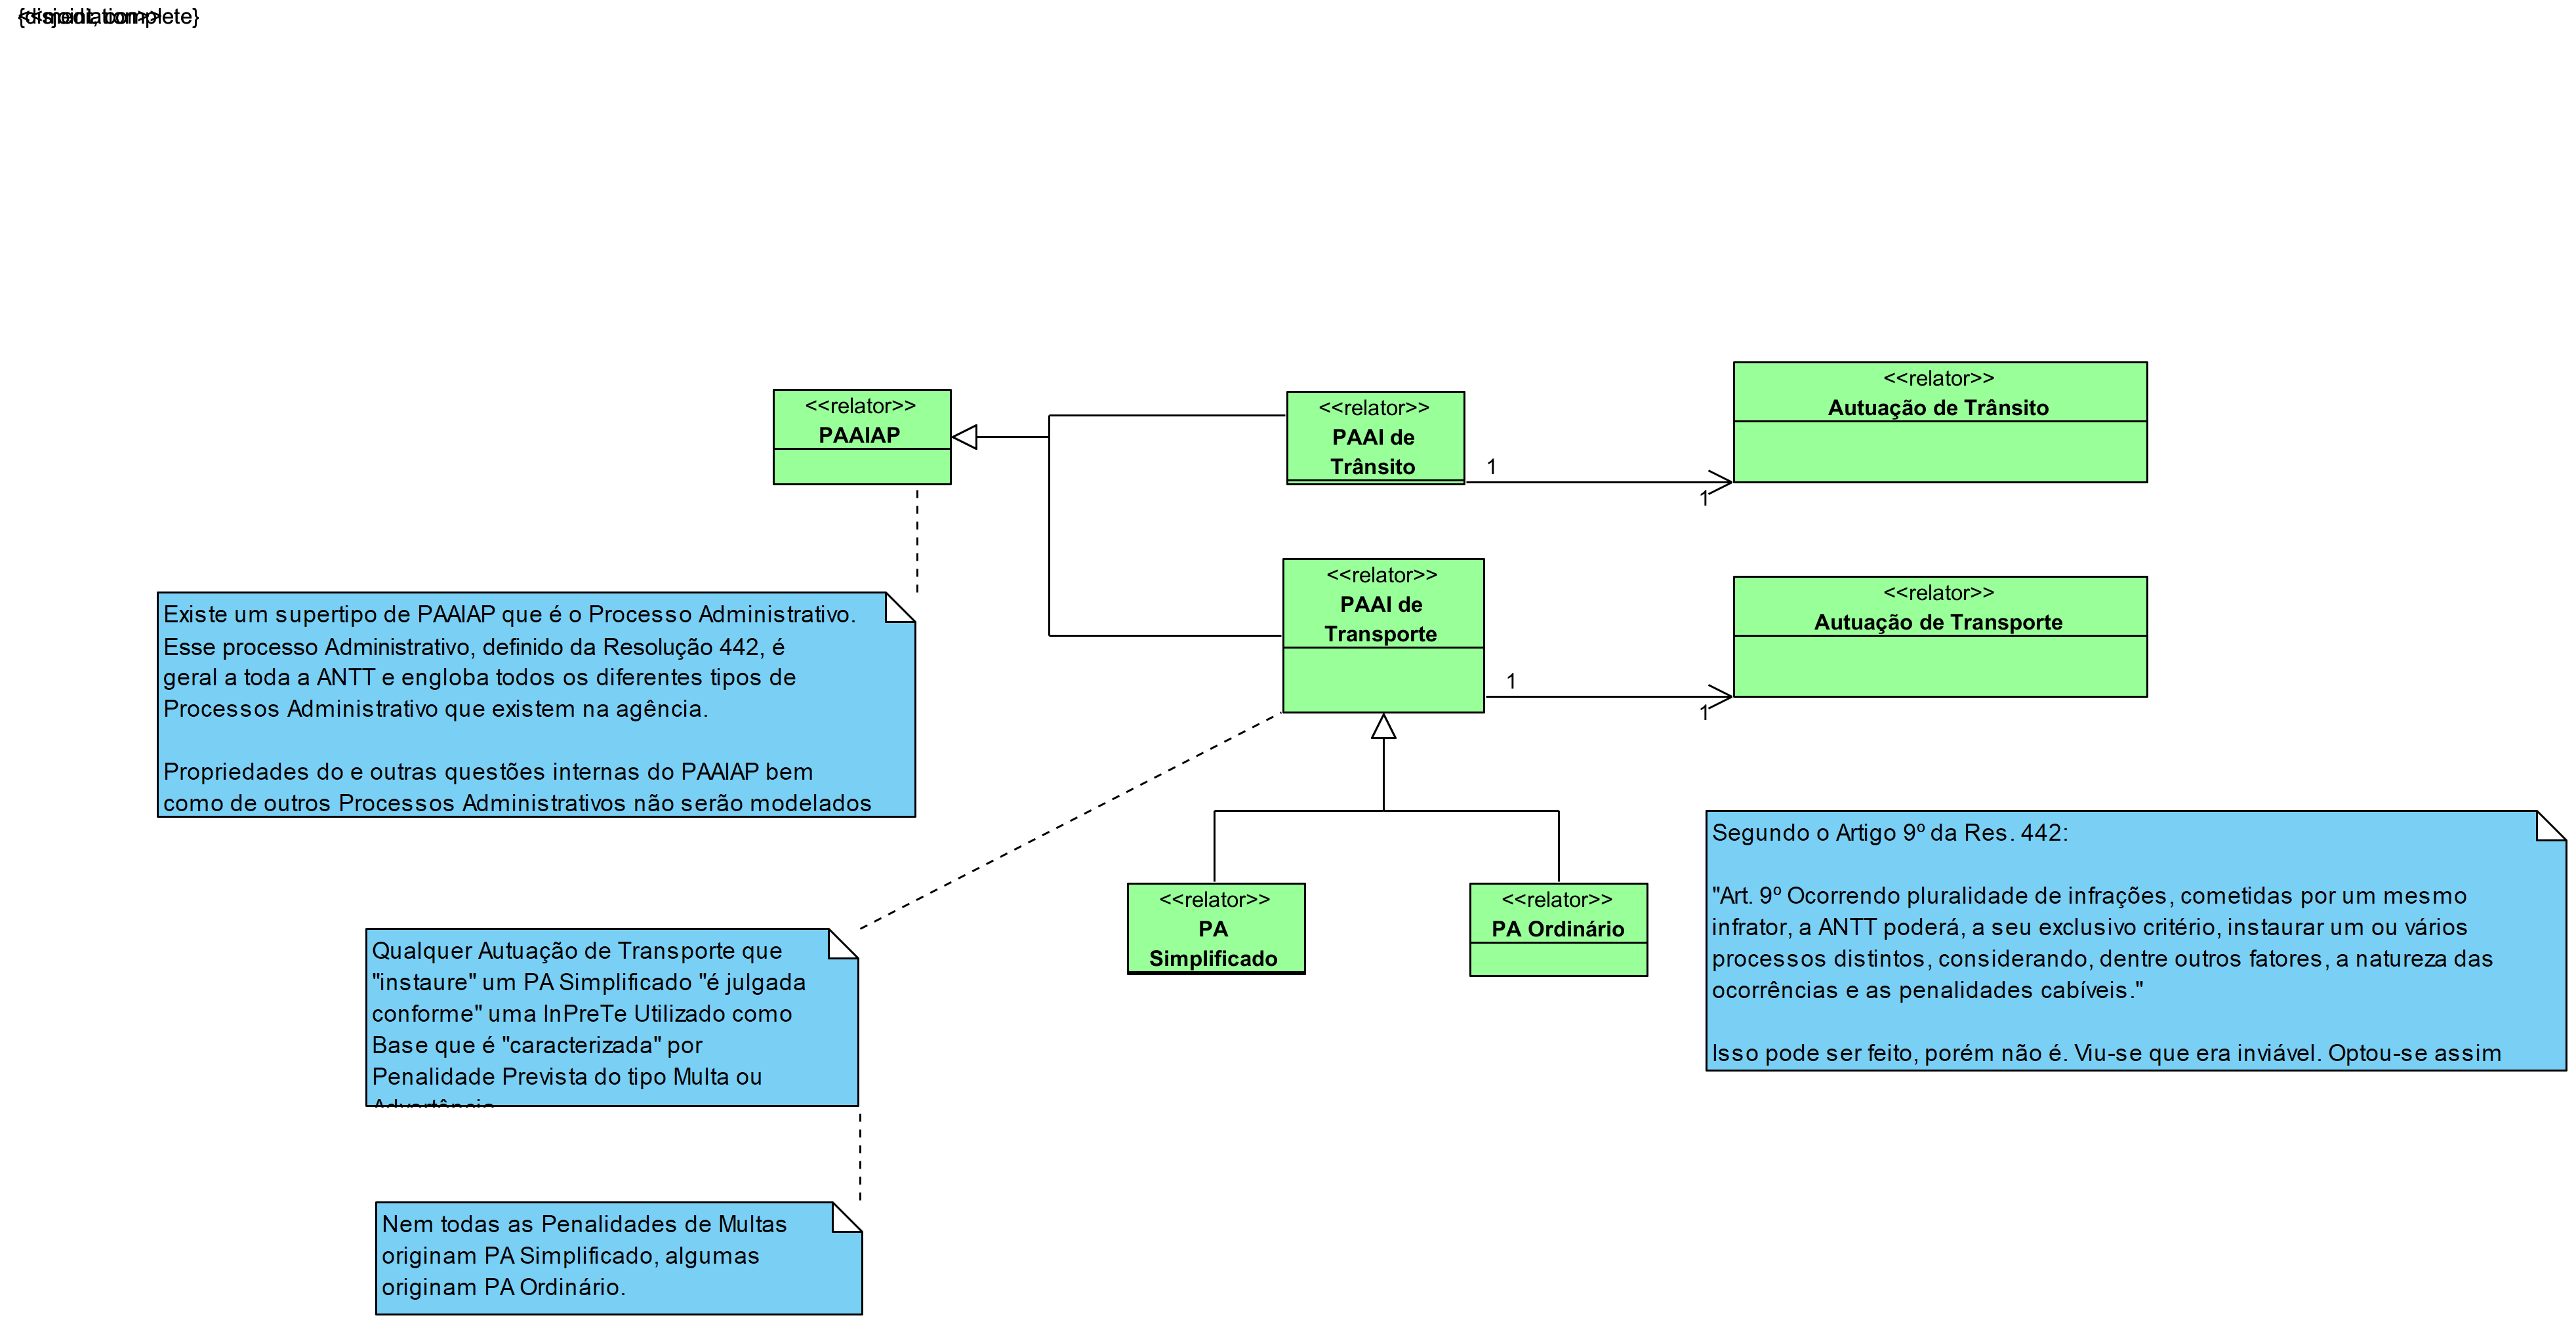 {disjoint, complete}
<<relator>>
PAAIAP
<<relator>>
PAAI de
Trânsito
<<relator>>
Autuação de Trânsito
1
1
<<relator>>
PAAI de
Transporte
<<relator>>
Autuação de Transporte
1
1
Existe um supertipo de PAAIAP que é o Processo Administrativo.
Esse processo Administrativo, definido da Resolução 442, é
geral a toda a ANTT e engloba todos os diferentes tipos de
Processos Administrativo que existem na agência.
Propriedades do e outras questões internas do PAAIAP bem
como de outros Processos Administrativos não serão modelados
<<relator>>
PA
Simplificado
<<relator>>
PA Ordinário
Segundo o Artigo 9º da Res. 442:
"Art. 9º Ocorrendo pluralidade de infrações, cometidas por um mesmo
infrator, a ANTT poderá, a seu exclusivo critério, instaurar um ou vários
processos distintos, considerando, dentre outros fatores, a natureza das
ocorrências e as penalidades cabíveis."
Isso pode ser feito, porém não é. Viu-se que era inviável. Optou-se assim
Qualquer Autuação de Transporte que
"instaure" um PA Simplificado "é julgada
conforme" uma InPreTe Utilizado como
Base que é "caracterizada" por
Penalidade Prevista do tipo Multa ou
Nem todas as Penalidades de Multas
originam PA Simplificado, algumas
originam PA Ordinário.